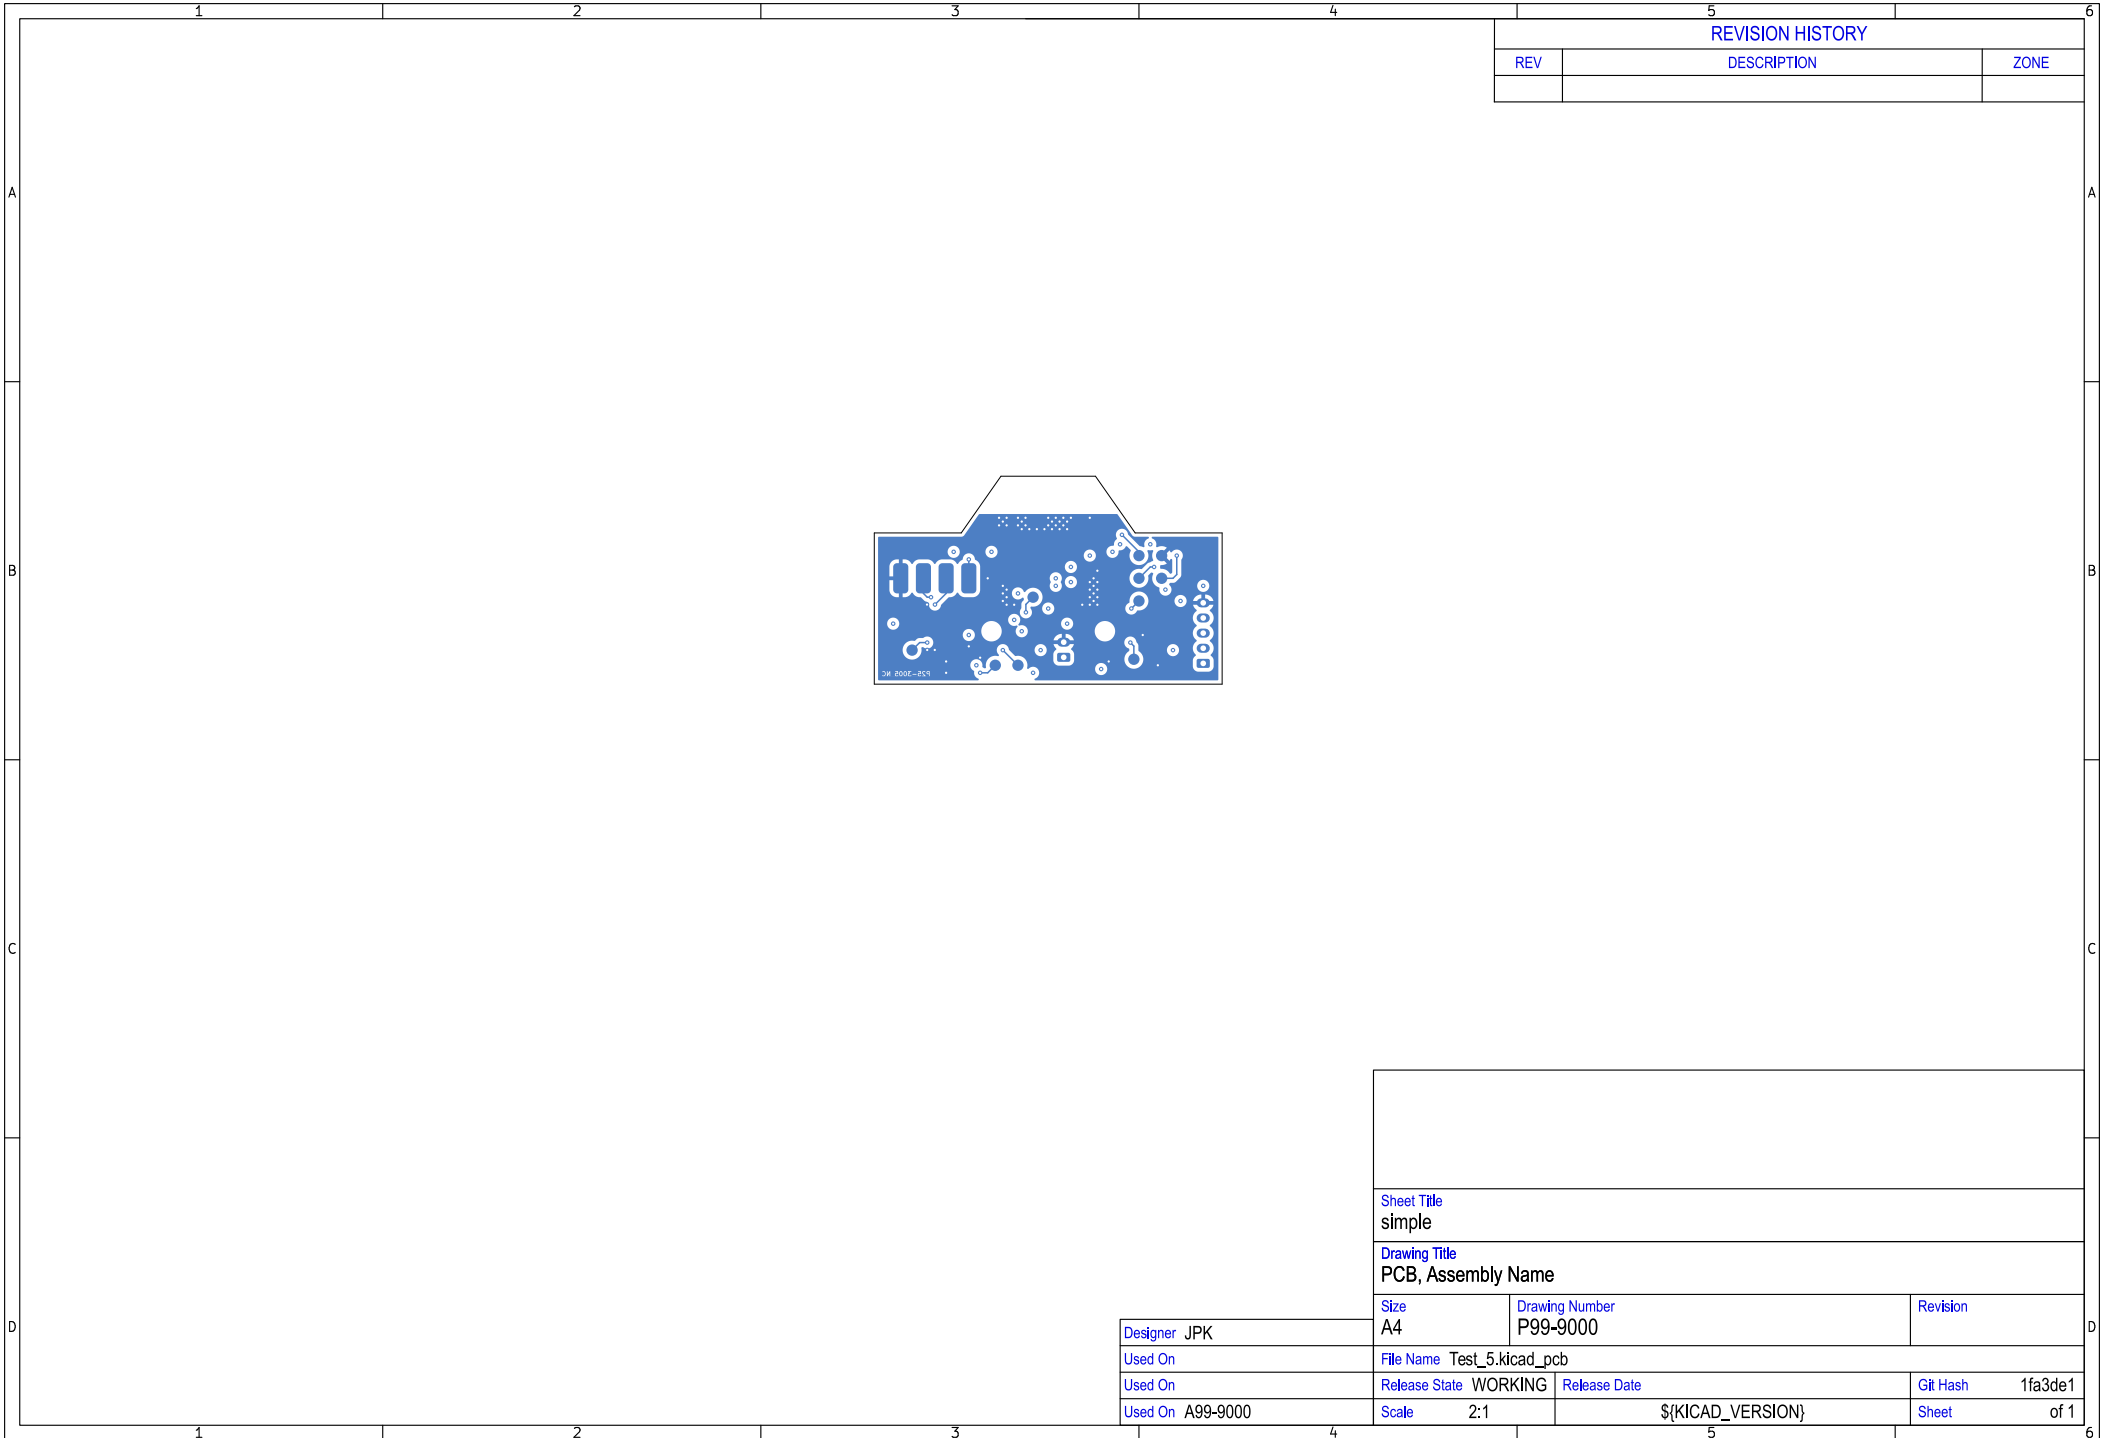 1 2 3 4 5 6
REVISION HISTORY
REV DESCRIPTION ZONE
A A
B B
P25-3005 NC
C C
Sheet Title
simple
Drawing Title
PCB, Assembly Name
Size Drawing Number Revision
A4 P99-9000
D D
Designer JPK
Used On File Name Test_5.kicad_pcb
Used On Release State WORKING Release Date Git Hash 1fa3de1
Used On A99-9000 Scale 2:1 ${KICAD_VERSION} Sheet of 1
1 2 3 4 5 6